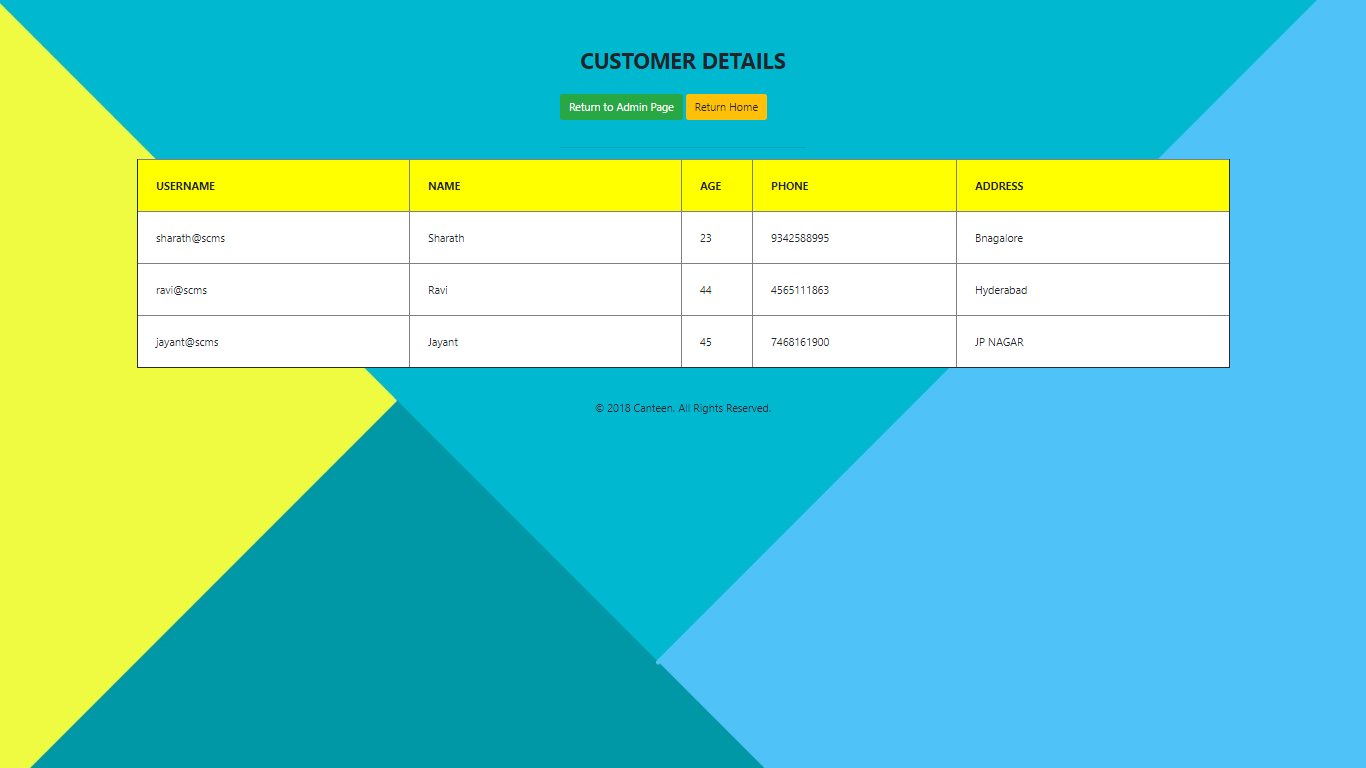 CUSTOMER DETAILS
Return to Admin Page Return Home
USERNAME NAME AGE PHONE ADDRESS
sharath@scms Sharath 23 9342588995 Bnagalore
ravi@scms Ravi 44 4565111863 Hyderabad
jayant@scms Jayant 45 7468161900 JP NAGAR
© 2018 Canteen. All Rights Reserved.